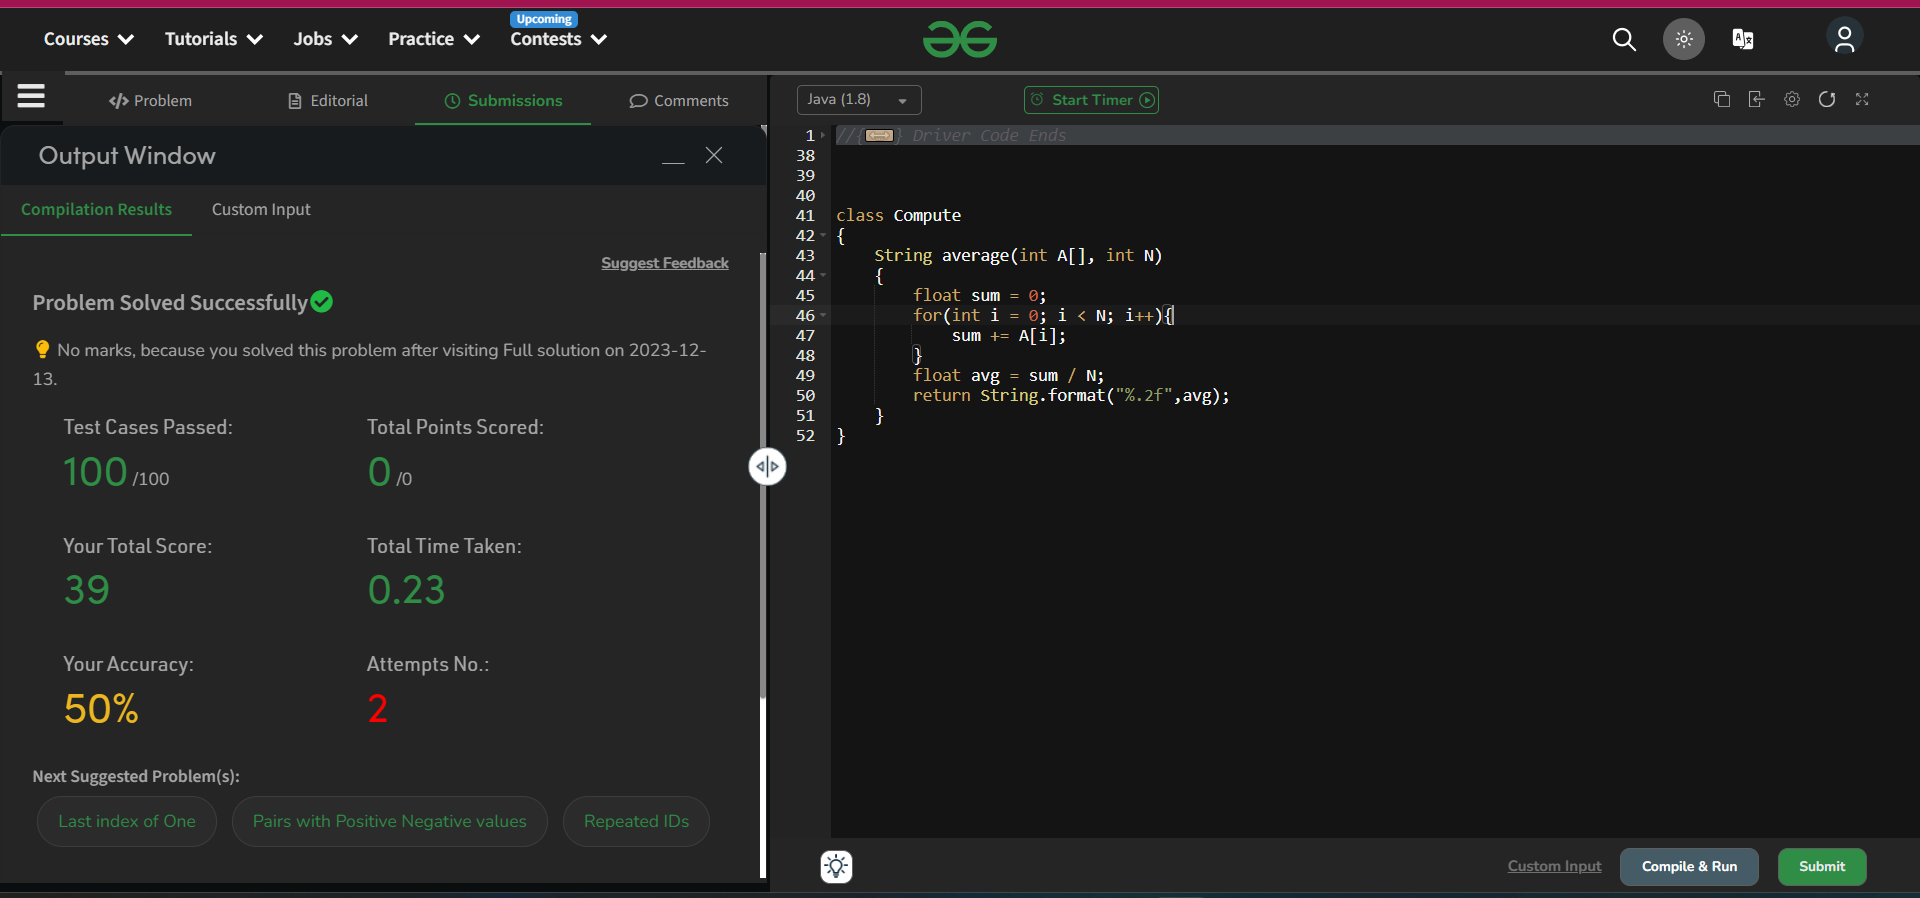 Upcoming
Courses Tutorials Jobs Practice Contests
Problem Editorial Submissions Comments
Output Window
Compilation Results Custom Input
Suggest Feedback
Problem Solved Successfully
No marks, because you solved this problem after visiting Full solution on 2023-12-
13.
Test Cases Passed: Total Points Scored:
100 /100 0 /0
Your Total Score: Total Time Taken:
39 0.23
Your Accuracy: Attempts No.:
50% 2
Next Suggested Problem(s):
Last index of One Pairs with Positive Negative values Repeated IDs
Java (1.8) Start Timer
1 //{ } Driver Code Ends
38
39
40
41 class Compute
42 {
43     String average(int A[], int N)
44     {
45         float sum = 0;
46         for(int i = 0; i < N; i++){
47             sum += A[i];
48         }
49         float avg = sum / N;
50         return String.format("%.2f",avg);
51     }
52 }
Custom Input Compile & Run Submit